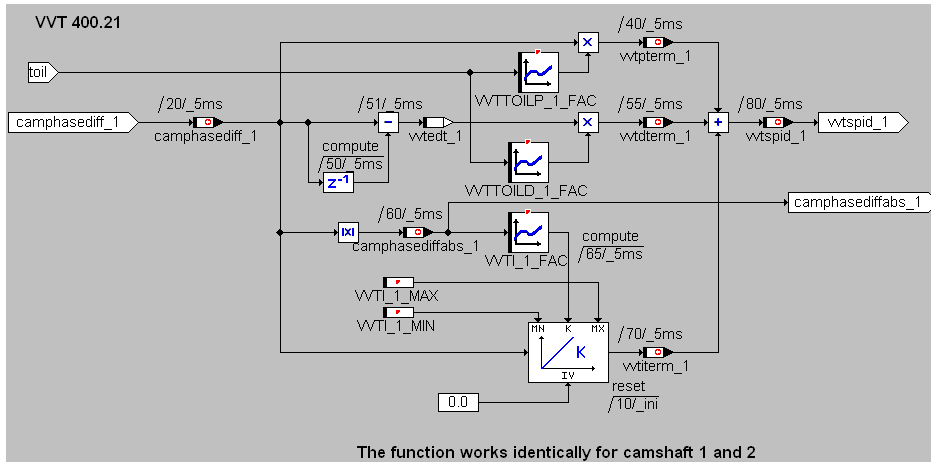 VVT 400.21
/40/_5ms
vvtpterm_1
toil
VVTTOILP_1_FAC
/20/_5ms
/51/_5ms
/55/_5ms
/80/_5ms
camphasediff_1
camphasediff_1
vvtedt_1
vvtdterm_1
vvtspid_1
vvtspid_1
compute
/50/_5ms
z-1
VVTTOILD_1_FAC
camphasediffabs_1
/60/_5ms
|x|
camphasediffabs_1
VVTI_1_FAC
compute
/65/_5ms
VVTI_1_MAX
VVTI_1_MIN
MN K MX
/70/_5ms
K
vvtiterm_1
IV
reset
/10/_ini
0.0
The function works identically for camshaft 1 and 2